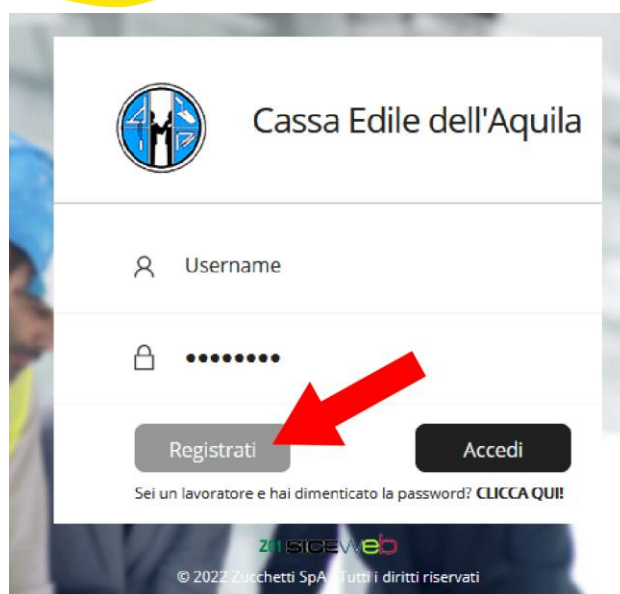 Cassa Edile dell'Aquila
Username
Registrati
Accedi
Sei un lavoratore e hai dimenticato la password? CLICCA QUI!
SICEWeb
© 2022 Zucchetti SpA - Tutti i diritti riservati